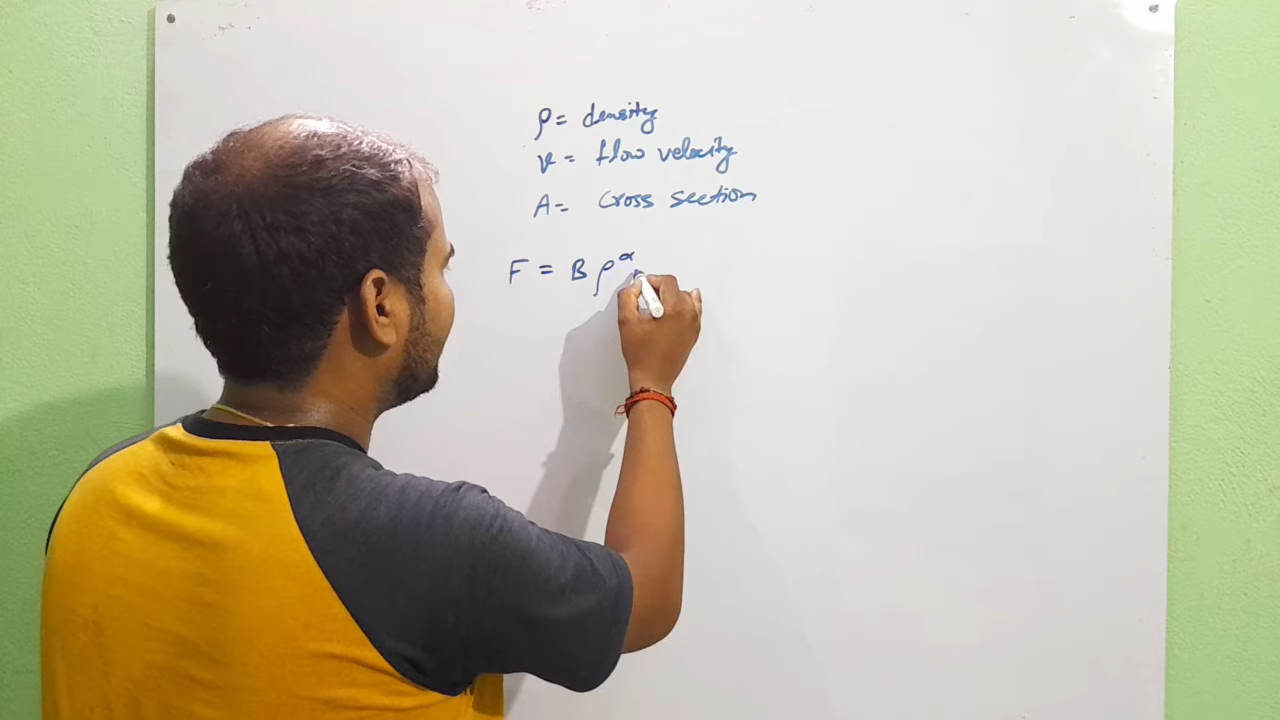 ρ = density
v = flow velocity
A = Cross section
F = B ρ^α